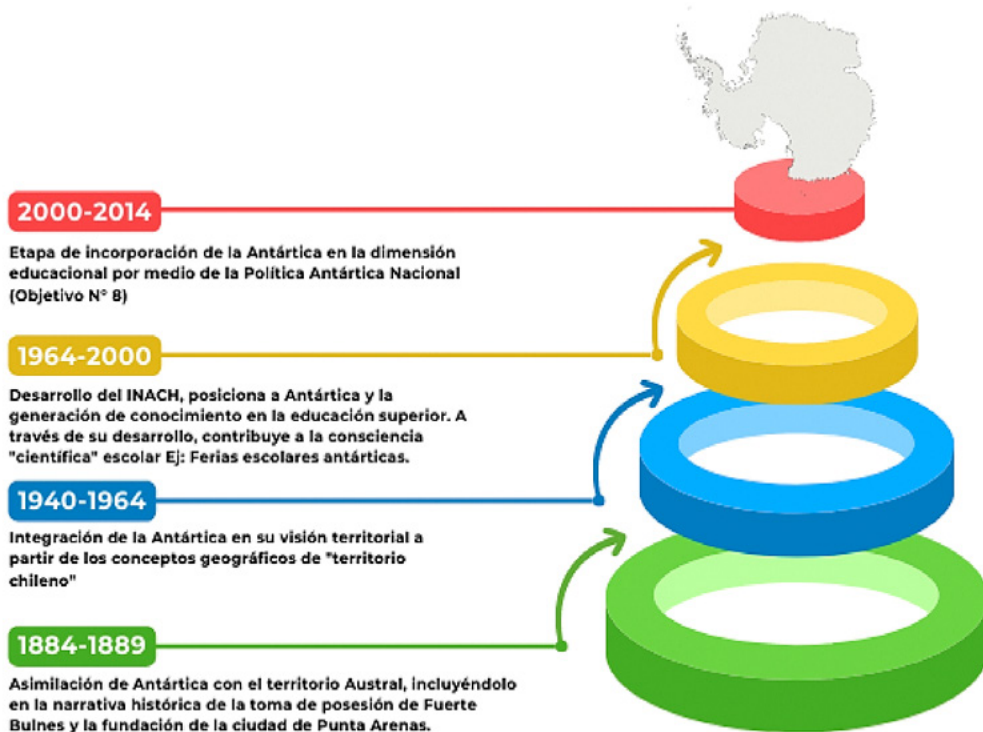 2000-2014
Etapa de incorporación de la Antártica en la dimensión
educacional por medio de la Política Antártica Nacional
(Objetivo N° 8)
1964-2000
Desarrollo del INACH, posiciona a Antártica y la
generación de conocimiento en la educación superior. A
través de su desarrollo, contribuye a la consciencia
"científica" escolar Ej: Ferias escolares antárticas.
1940-1964
Integración de la Antártica en su visión territorial a
partir de los conceptos geográficos de "territorio
chileno"
1884-1889
Asimilación de Antártica con el territorio Austral, incluyéndolo
en la narrativa histórica de la toma de posesión de Fuerte
Bulnes y la fundación de la ciudad de Punta Arenas.